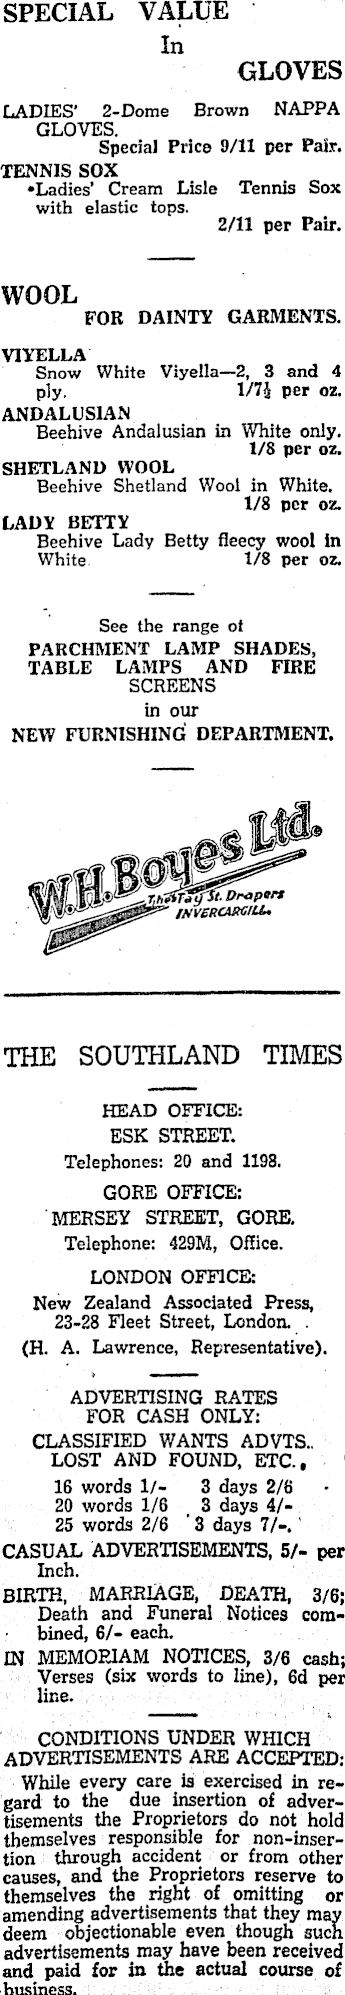 SPECIAL VALUE
In
GLOVES
LADIES' 2-Dome Brown NAPPA
GLOVES.
Special Price 9/11 per Pair.
TENNIS SOX
•Ladies' Cream Lisle Tennis Sox
with elastic tops.
2/11 per Pair.
WOOL
FOR DAINTY GARMENTS.
VIYELLA
Snow White Viyella—2, 3 and 4
ply. 1/7½ per oz.
ANDALUSIAN
Beehive Andalusian in White only.
1/8 per oz.
SHETLAND WOOL
Beehive Shetland Wool in White.
1/8 per oz.
LADY BETTY
Beehive Lady Betty fleecy wool in
White 1/8 per oz.
See the range of
PARCHMENT LAMP SHADES,
TABLE LAMPS AND FIRE
SCREENS
in our
NEW FURNISHING DEPARTMENT.
W.H. Boyes Ltd.
The Tay St. Drapers
INVERCARGILL.
THE SOUTHLAND TIMES
HEAD OFFICE:
ESK STREET.
Telephones: 20 and 1198.
GORE OFFICE:
MERSEY STREET, GORE.
Telephone: 429M, Office.
LONDON OFFICE:
New Zealand Associated Press,
23-28 Fleet Street, London.
(H. A. Lawrence, Representative).
ADVERTISING RATES
FOR CASH ONLY:
CLASSIFIED WANTS ADVTS..
LOST AND FOUND, ETC.,
16 words 1/- 3 days 2/6
20 words 1/6 3 days 4/-
25 words 2/6 3 days 7/-.
CASUAL ADVERTISEMENTS, 5/- per
Inch.
BIRTH, MARRIAGE, DEATH, 3/6;
Death and Funeral Notices com-
bined, 6/- each.
IN MEMORIAM NOTICES, 3/6 cash;
Verses (six words to line), 6d per
line.
CONDITIONS UNDER WHICH
ADVERTISEMENTS ARE ACCEPTED:
While every care is exercised in re-
gard to the due insertion of adver-
tisements the Proprietors do not hold
themselves responsible for non-inser-
tion through accident or from other
causes, and the Proprietors reserve to
themselves the right of omitting or
amending advertisements that they may
deem objectionable even though such
advertisements may have been received
and paid for in the actual course of
business.